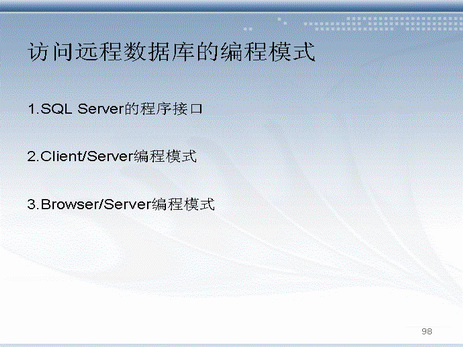 访问远程数据库的编程模式
1.SQL Server的程序接口
2.Client/Server编程模式
3.Browser/Server编程模式
98